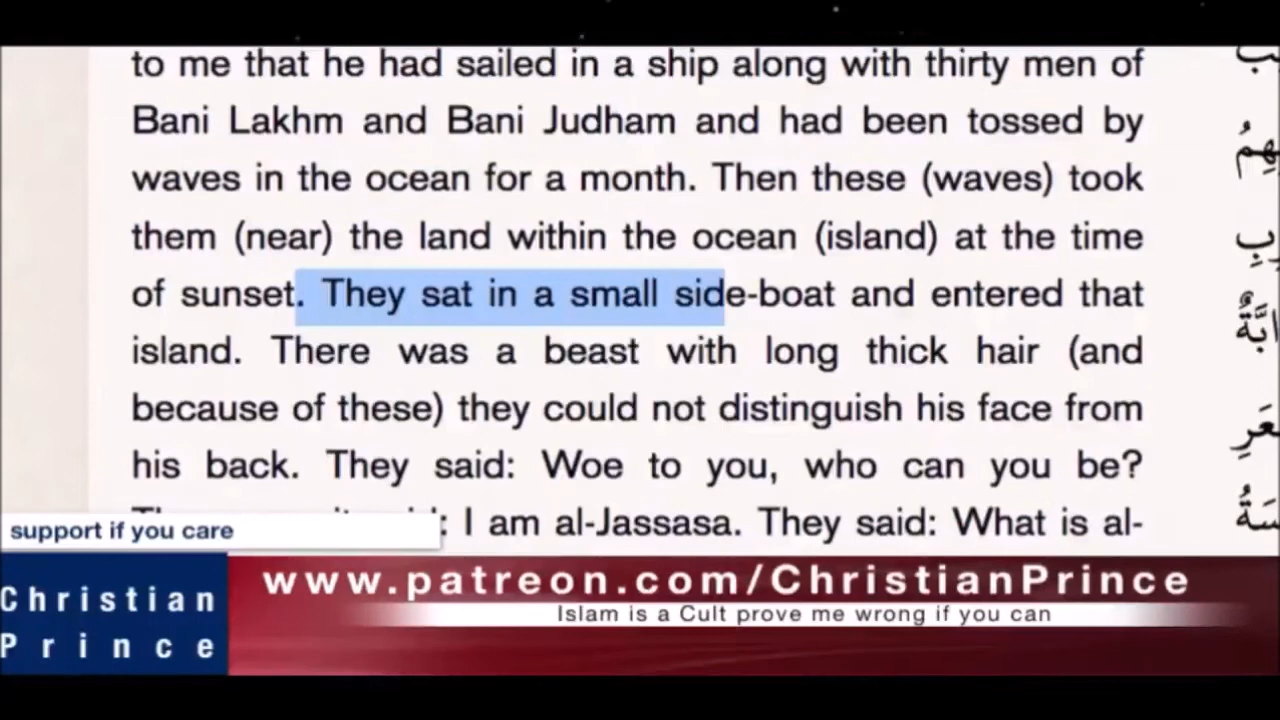 to me that he had sailed in a ship along with thirty men of
Bani Lakhm and Bani Judham and had been tossed by
waves in the ocean for a month. Then these (waves) took
them (near) the land within the ocean (island) at the time
of sunset. They sat in a small side-boat and entered that
island. There was a beast with long thick hair (and
because of these) they could not distinguish his face from
his back. They said: Woe to you, who can you be?
: I am al-Jassasa. They said: What is al-
support if you care
Christian
Prince
www.patreon.com/ChristianPrince
Islam is a Cult prove me wrong if you can